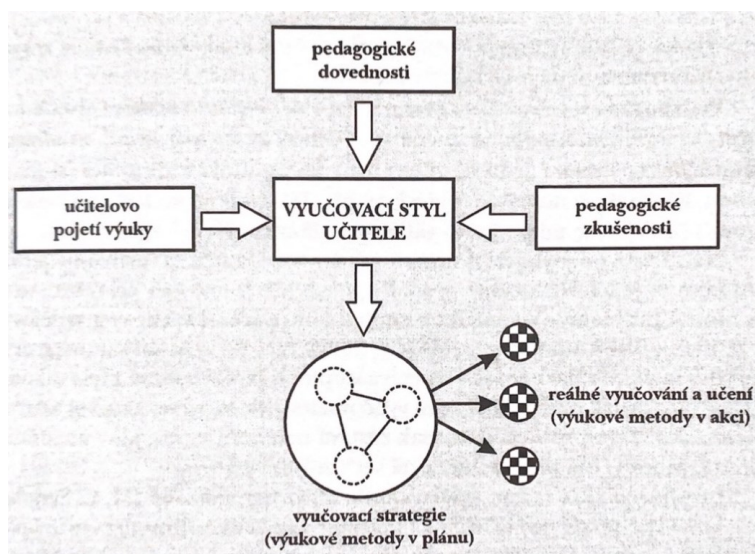 pedagogické
dovednosti
učitelovo
pojetí výuky
VYUČOVACÍ STYL
UČITELE
pedagogické
zkušenosti
reálné vyučování a učení
(výukové metody v akci)
vyučovací strategie
(výukové metody v plánu)